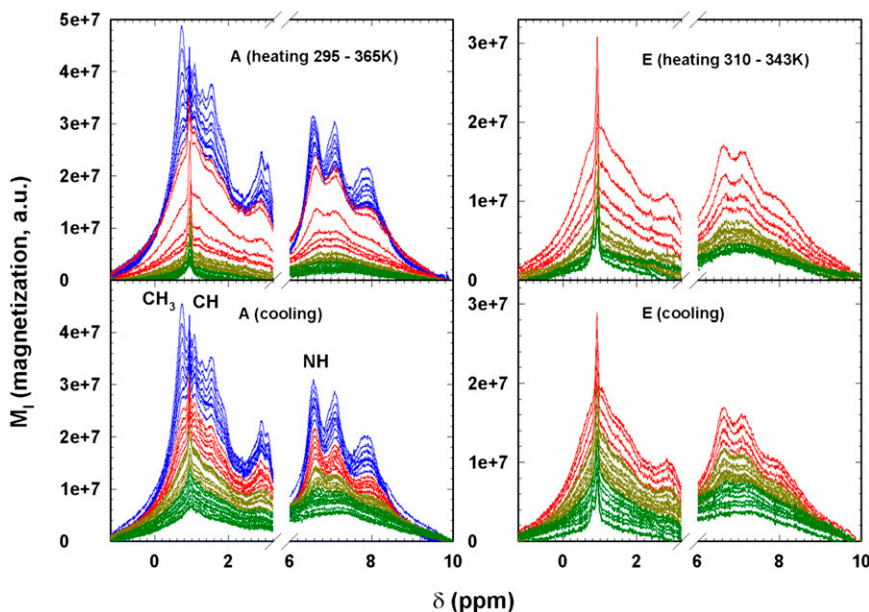 A (heating 295 - 365K)
E (heating 310 - 343K)
5e+7
4e+7
3e+7
2e+7
1e+7
0
3e+7
2e+7
1e+7
0
CH3 CH
A (cooling)
NH
E (cooling)
4e+7
3e+7
2e+7
1e+7
0
3e+7
2e+7
1e+7
0
0 2 6 8 10
0 2 6 8 10
MI (magnetization, a.u.)
δ (ppm)